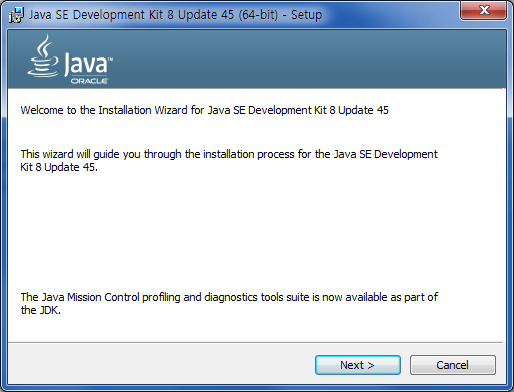 Java SE Development Kit 8 Update 45 (64-bit) - Setup
Java™
ORACLE
Welcome to the Installation Wizard for Java SE Development Kit 8 Update 45
This wizard will guide you through the installation process for the Java SE Development
Kit 8 Update 45.
The Java Mission Control profiling and diagnostics tools suite is now available as part of
the JDK.
Next >
Cancel